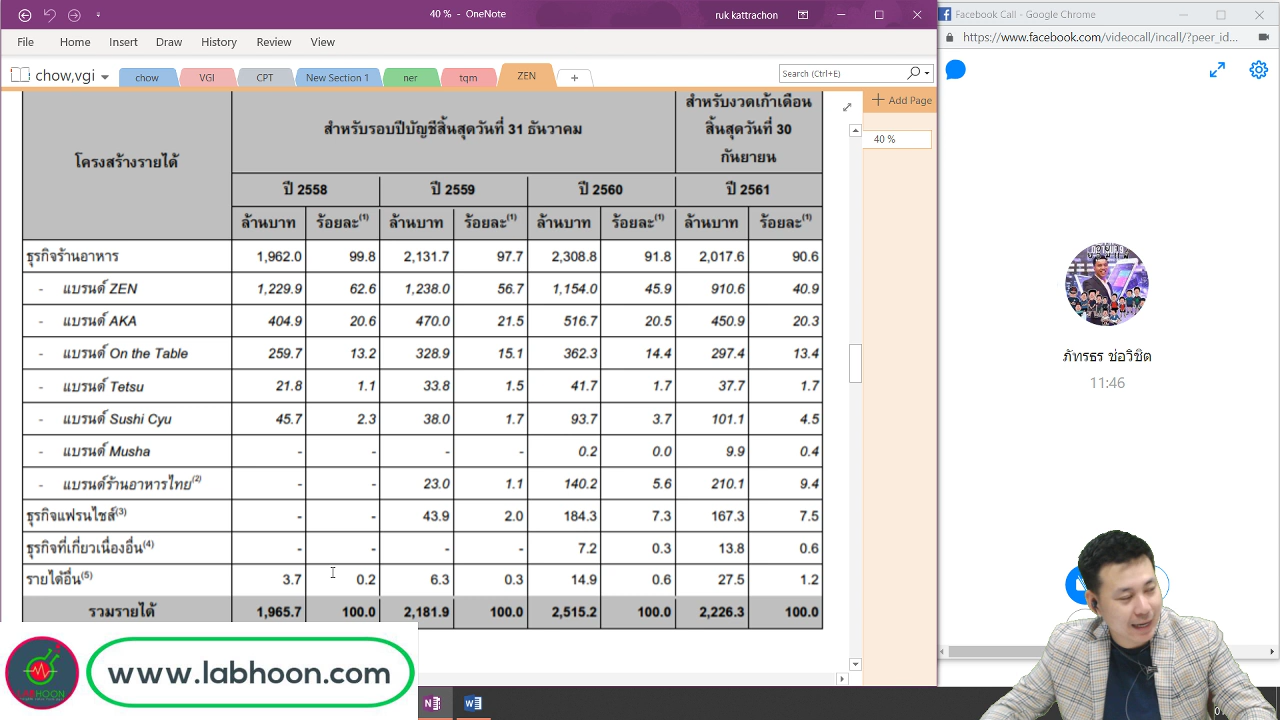 40 % - OneNote
ruk kattrachon
File Home Insert Draw History Review View
chow,vgi
chow VGI CPT New Section 1 ner tqm ZEN
Search (Ctrl+E)
Add Page
40 %
โครงสร้างรายได้
สำหรับรอบปีบัญชีสิ้นสุดวันที่ 31 ธันวาคม
สำหรับงวดเก้าเดือน
สิ้นสุดวันที่ 30
กันยายน
ปี 2558 ปี 2559 ปี 2560 ปี 2561
ล้านบาท ร้อยละ(1) ล้านบาท ร้อยละ(1) ล้านบาท ร้อยละ(1) ล้านบาท ร้อยละ(1)
ธุรกิจร้านอาหาร 1,962.0 99.8 2,131.7 97.7 2,308.8 91.8 2,017.6 90.6
- แบรนด์ ZEN 1,229.9 62.6 1,238.0 56.7 1,154.0 45.9 910.6 40.9
- แบรนด์ AKA 404.9 20.6 470.0 21.5 516.7 20.5 450.9 20.3
- แบรนด์ On the Table 259.7 13.2 328.9 15.1 362.3 14.4 297.4 13.4
- แบรนด์ Tetsu 21.8 1.1 33.8 1.5 41.7 1.7 37.7 1.7
- แบรนด์ Sushi Cyu 45.7 2.3 38.0 1.7 93.7 3.7 101.1 4.5
- แบรนด์ Musha - - - - 0.2 0.0 9.9 0.4
- แบรนด์ร้านอาหารไทย(2) - - 23.0 1.1 140.2 5.6 210.1 9.4
ธุรกิจแฟรนไชส์(3) - - 43.9 2.0 184.3 7.3 167.3 7.5
ธุรกิจที่เกี่ยวเนื่องอื่น(4) - - - - 7.2 0.3 13.8 0.6
รายได้อื่น(5) 3.7 0.2 6.3 0.3 14.9 0.6 27.5 1.2
รวมรายได้ 1,965.7 100.0 2,181.9 100.0 2,515.2 100.0 2,226.3 100.0
Facebook Call - Google Chrome
https://www.facebook.com/videocall/incall/?peer_id...
ภัทรธร ช่อวิชิต
11:46
LABHOON
www.labhoon.com